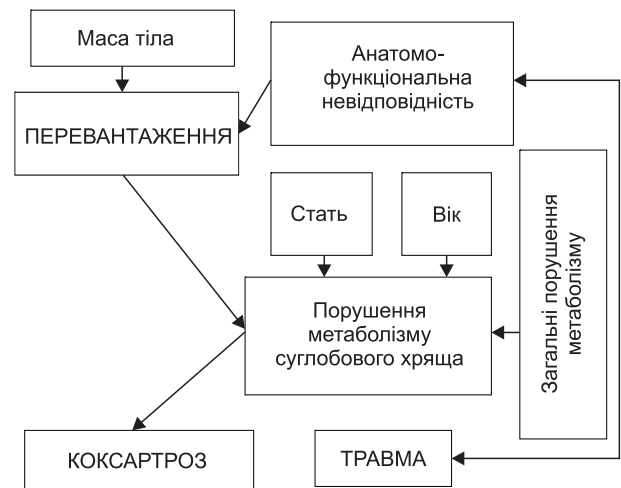 Маса тіла
Анатомо-
функціональна
невідповідність
ПЕРЕВАНТАЖЕННЯ
Стать
Вік
Загальні порушення
метаболізму
Порушення
метаболізму
суглобового хряща
КОКСАРТРОЗ
ТРАВМА